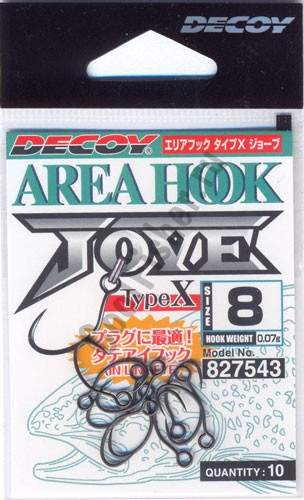 DECOY DECOY
DECOY® エリアフック タイプX ジョーブ
AREA HOOK
JOVE
TypeX
SIZE 8
HOOK WEIGHT 0.07g
プラグに最適!
タテアイフック
Model No.
827543
QUANTITY: 10